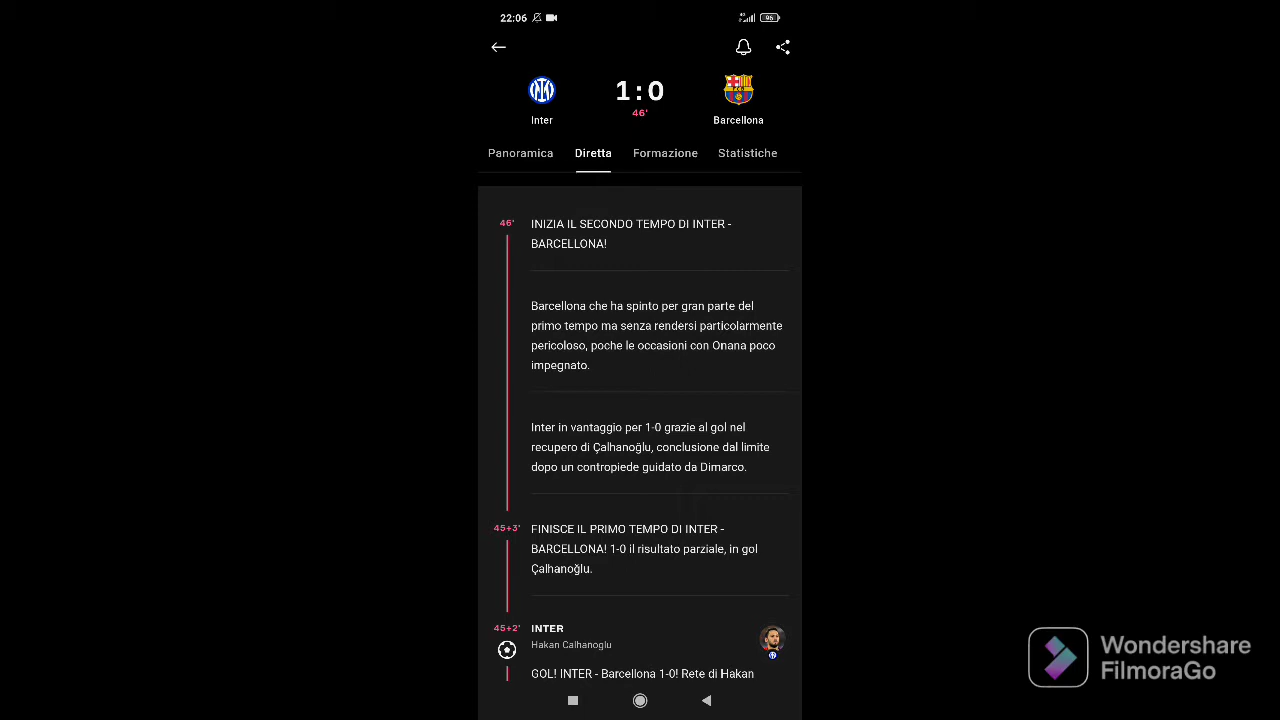 22:06
4G
96
1:0
46'
Inter
Barcellona
Panoramica Diretta Formazione Statistiche
46' INIZIA IL SECONDO TEMPO DI INTER -
BARCELLONA!
Barcellona che ha spinto per gran parte del
primo tempo ma senza rendersi particolarmente
pericoloso, poche le occasioni con Onana poco
impegnato.
Inter in vantaggio per 1-0 grazie al gol nel
recupero di Çalhanoğlu, conclusione dal limite
dopo un contropiede guidato da Dimarco.
45+3' FINISCE IL PRIMO TEMPO DI INTER -
BARCELLONA! 1-0 il risultato parziale, in gol
Çalhanoğlu.
45+2' INTER
Hakan Calhanoglu
GOL! INTER - Barcellona 1-0! Rete di Hakan
Wondershare
FilmoraGo